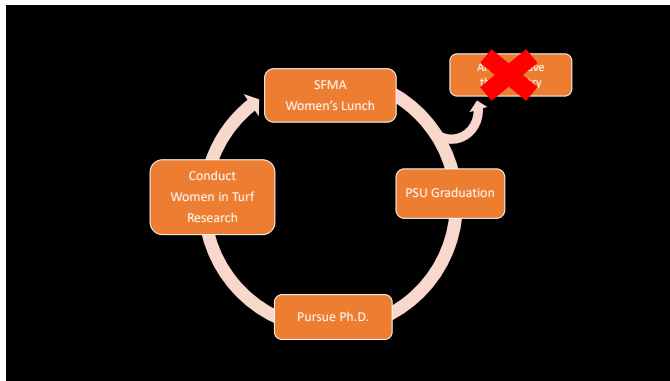 SFMA
Women's Lunch
PSU Graduation
Pursue Ph.D.
Conduct
Women in Turf
Research